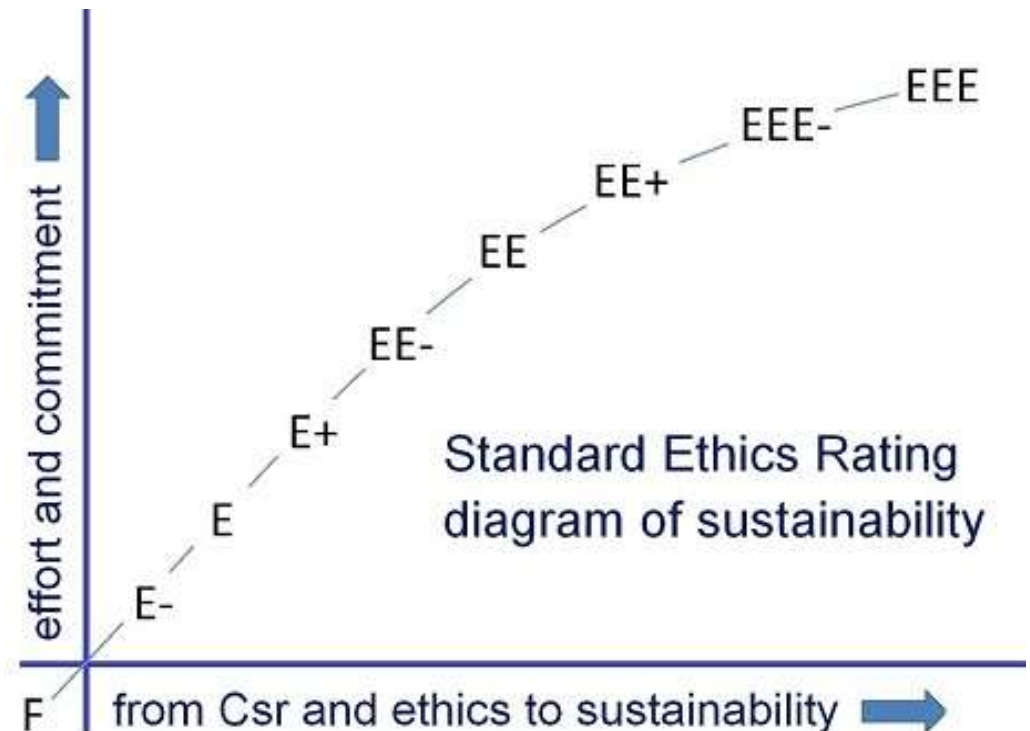 EEE
EEE-
EE+
EE
EE-
E+
E
E-
F
Standard Ethics Rating
diagram of sustainability
effort and commitment
from Csr and ethics to sustainability